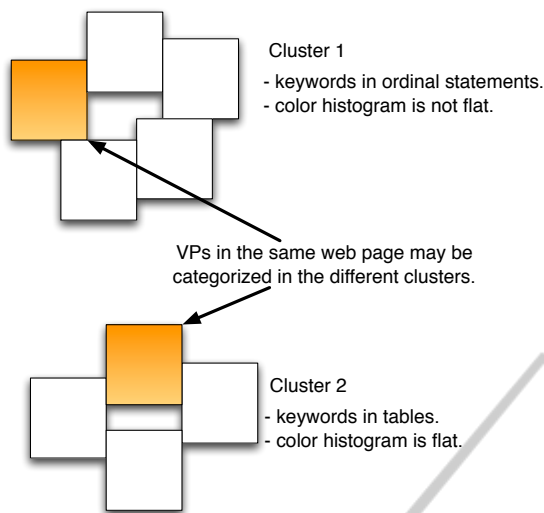 Cluster 1
- keywords in ordinal statements.
- color histogram is not flat.
VPs in the same web page may be
categorized in the different clusters.
Cluster 2
- keywords in tables.
- color histogram is flat.